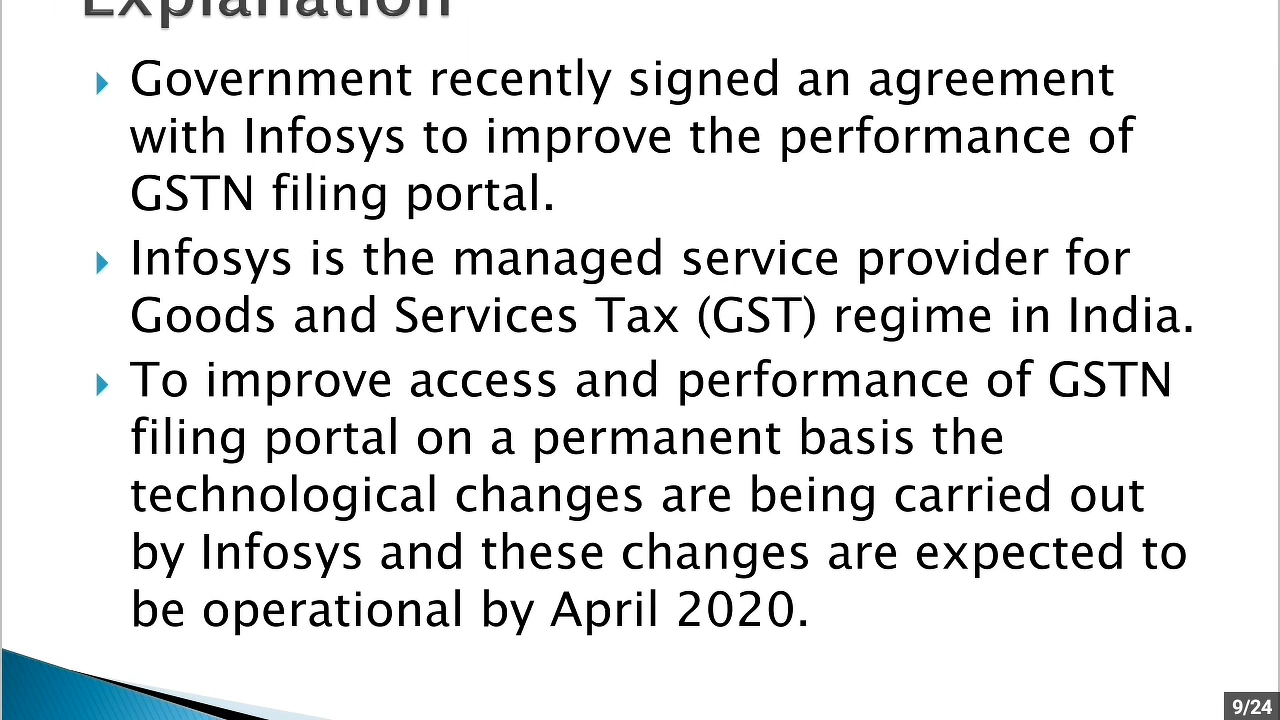 Explanation
Government recently signed an agreement
with Infosys to improve the performance of
GSTN filing portal.
Infosys is the managed service provider for
Goods and Services Tax (GST) regime in India.
To improve access and performance of GSTN
filing portal on a permanent basis the
technological changes are being carried out
by Infosys and these changes are expected to
be operational by April 2020.
9/24